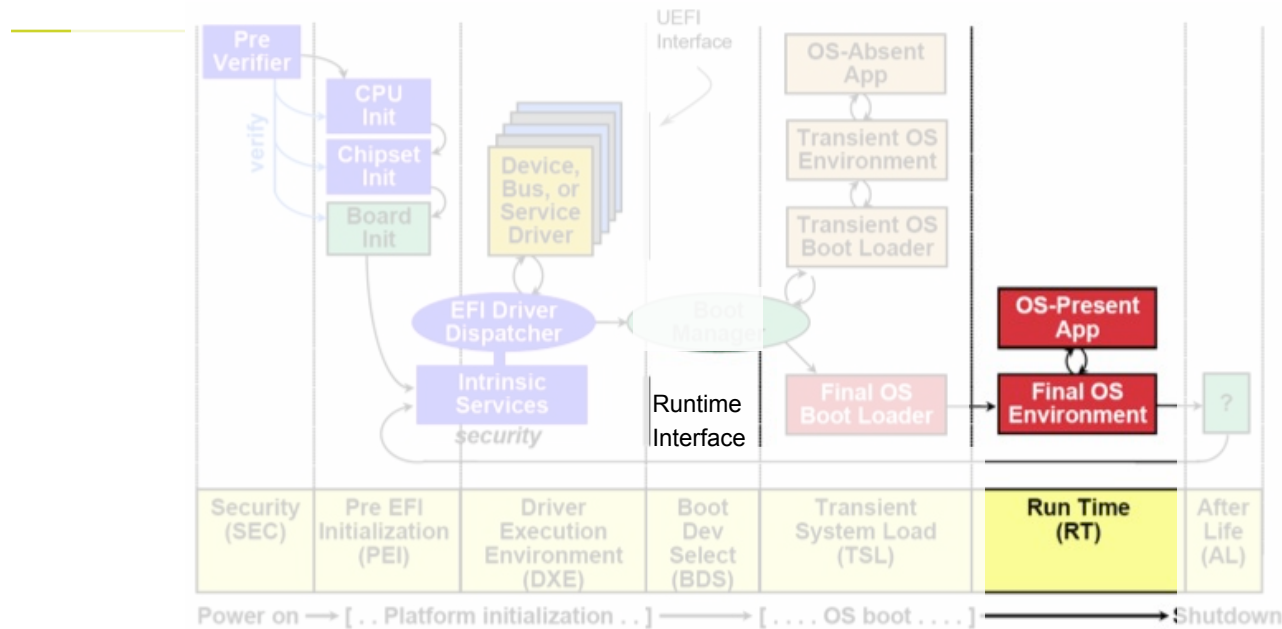 Pre
Verifier
verify
CPU
Init
Chipset
Init
Board
Init
Device,
Bus, or
Service
Driver
EFI Driver
Dispatcher
Intrinsic
Services
security
UEFI
Interface
Boot
Manager
Runtime
Interface
OS-Absent
App
Transient OS
Environment
Transient OS
Boot Loader
Final OS
Boot Loader
OS-Present
App
Final OS
Environment
?
Security
(SEC)
Pre EFI
Initialization
(PEI)
Driver
Execution
Environment
(DXE)
Boot
Dev
Select
(BDS)
Transient
System Load
(TSL)
Run Time
(RT)
After
Life
(AL)
Power on [ . . Platform initialization . . ] [ . . . . OS boot . . . . ] Shutdown